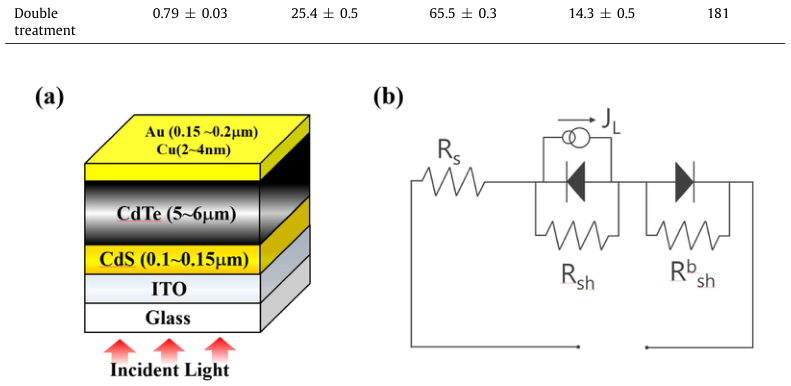 Double 0.79 ± 0.03 25.4 ± 0.5 65.5 ± 0.3 14.3 ± 0.5 181
treatment
(a)
Au (0.15 ~0.2μm)
Cu(2~4nm)
CdTe (5~6μm)
CdS (0.1~0.15μm)
ITO
Glass
Incident Light
(b)
J_L
R_s
R_sh
R^b_sh